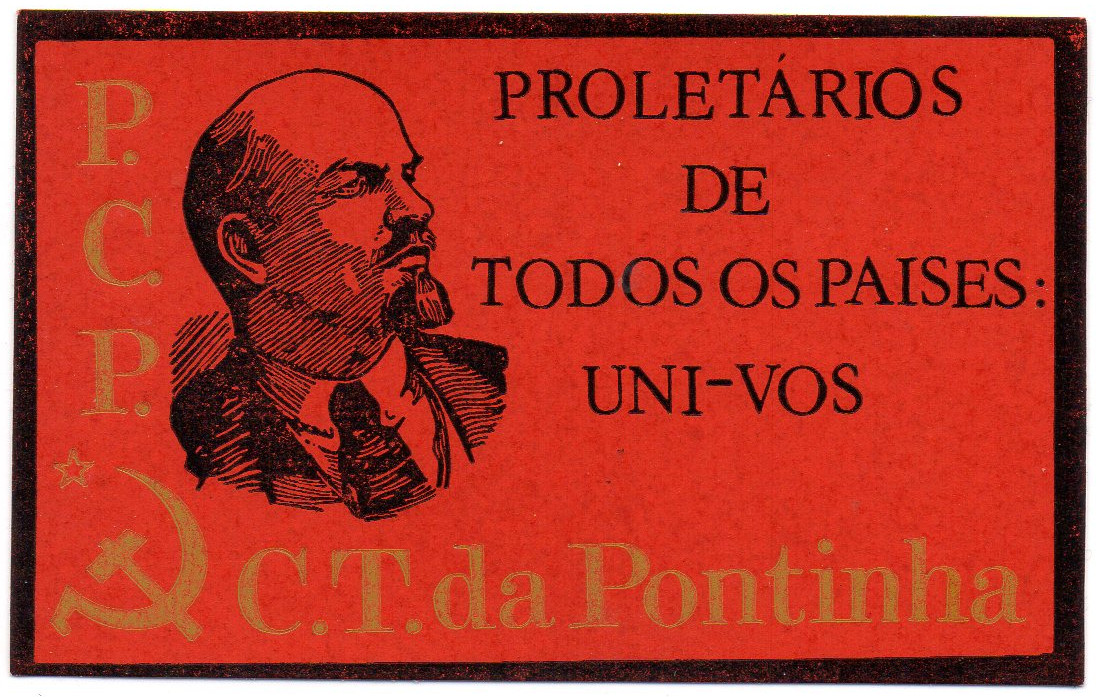 P.
C.
P.
PROLETÁRIOS
DE
TODOS OS PAISES:
UNI-VOS
C.T. da Pontinha